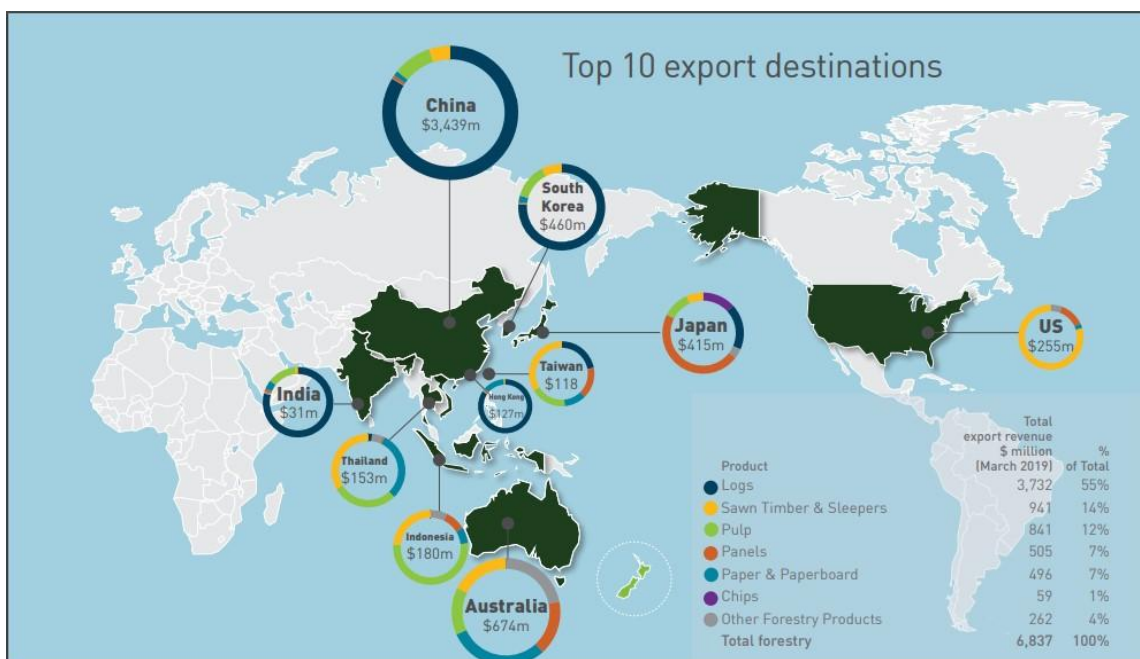 Top 10 export destinations
China
$3,439m
South
Korea
$460m
Japan
$415m
US
$255m
Taiwan
$118
Hong Kong
$127m
India
$31m
Thailand
$153m
Indonesia
$180m
Australia
$674m
Total
export revenue
$ million %
Product (March 2019) of Total
Logs 3,732 55%
Sawn Timber & Sleepers 941 14%
Pulp 841 12%
Panels 505 7%
Paper & Paperboard 496 7%
Chips 59 1%
Other Forestry Products 262 4%
Total forestry 6,837 100%